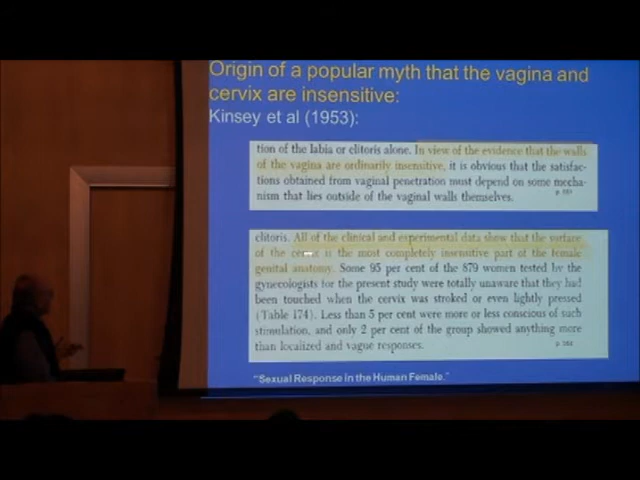 Origin of a popular myth that the vagina and
cervix are insensitive:
Kinsey et al (1953):
tion of the labia or clitoris alone. In view of the evidence that the walls
of the vagina are ordinarily insensitive, it is obvious that the satisfac-
tions obtained from vaginal penetration must depend on some mecha-
nism that lies outside of the vaginal walls themselves.
clitoris. All of the clinical and experimental data show that the surface
of the cervix is the most completely insensitive part of the female
genital anatomy. Some 95 per cent of the 879 women tested by the
gynecologists for the present study were totally unaware that they had
been touched when the cervix was stroked or even lightly pressed
(Table 174). Less than 5 per cent were more or less conscious of such
stimulation, and only 2 per cent of the group showed anything more
than localized and vague responses.
"Sexual Response in the Human Female."